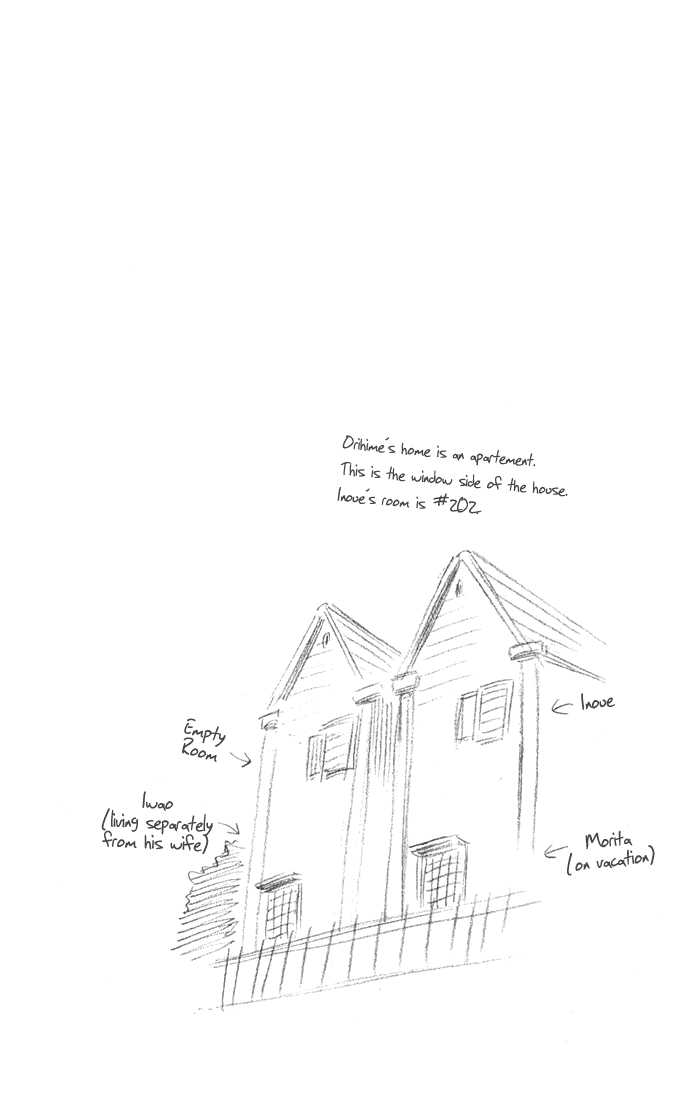 Orihime's home is an apartement.
This is the window side of the house.
Inoue's room is #202.
Inoue
Empty
Room
Iwao
(living separately
from his wife)
Morita
(on vacation)